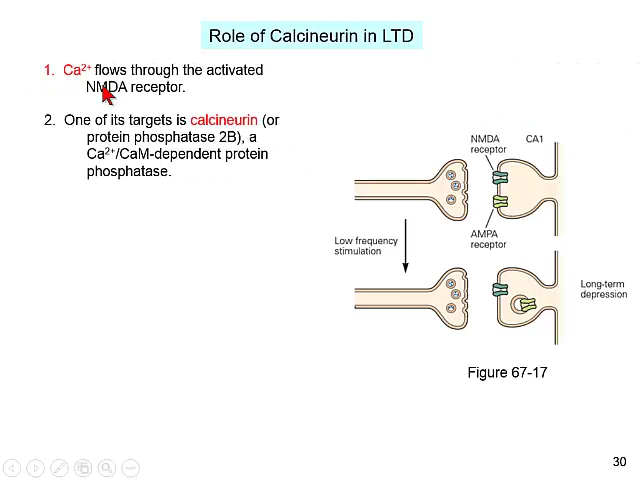 Role of Calcineurin in LTD
1. Ca²⁺ flows through the activated
NMDA receptor.
2. One of its targets is calcineurin (or
protein phosphatase 2B), a
Ca²⁺/CaM-dependent protein
phosphatase.
NMDA
receptor
CA1
AMPA
receptor
Low frequency
stimulation
Long-term
depression
Figure 67-17
30